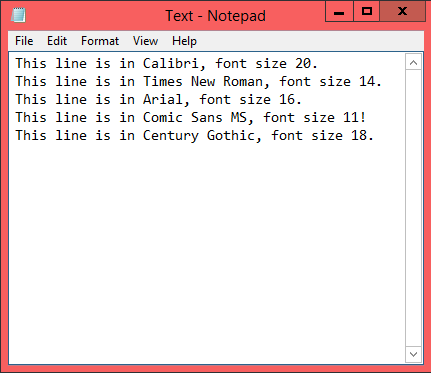 Text - Notepad
File Edit Format View Help
This line is in Calibri, font size 20.
This line is in Times New Roman, font size 14.
This line is in Arial, font size 16.
This line is in Comic Sans MS, font size 11!
This line is in Century Gothic, font size 18.